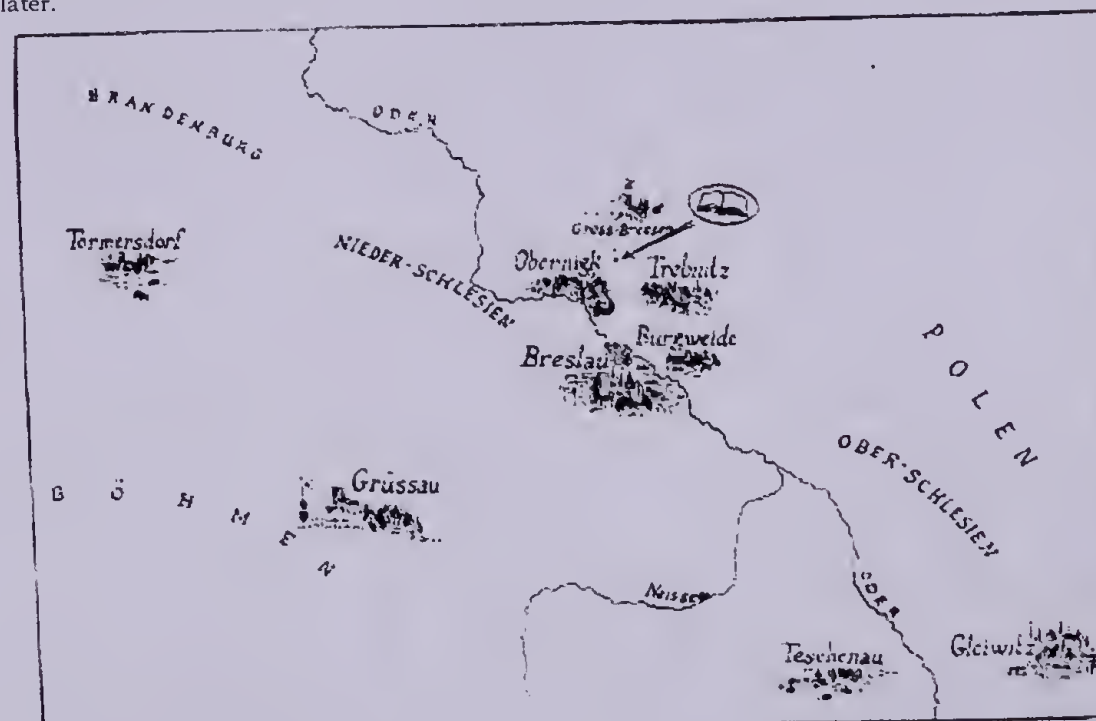 later.
BRANDENBURG
ODER
Gross-Breesen
Tormersdorf
NIEDER-SCHLESIEN
Obernigk
Trebnitz
POLEN
Burgweide
Breslau
OBER-SCHLESIEN
Grüssau
BÖHMEN
Neisse
ODER
Teschenau
Gleiwitz